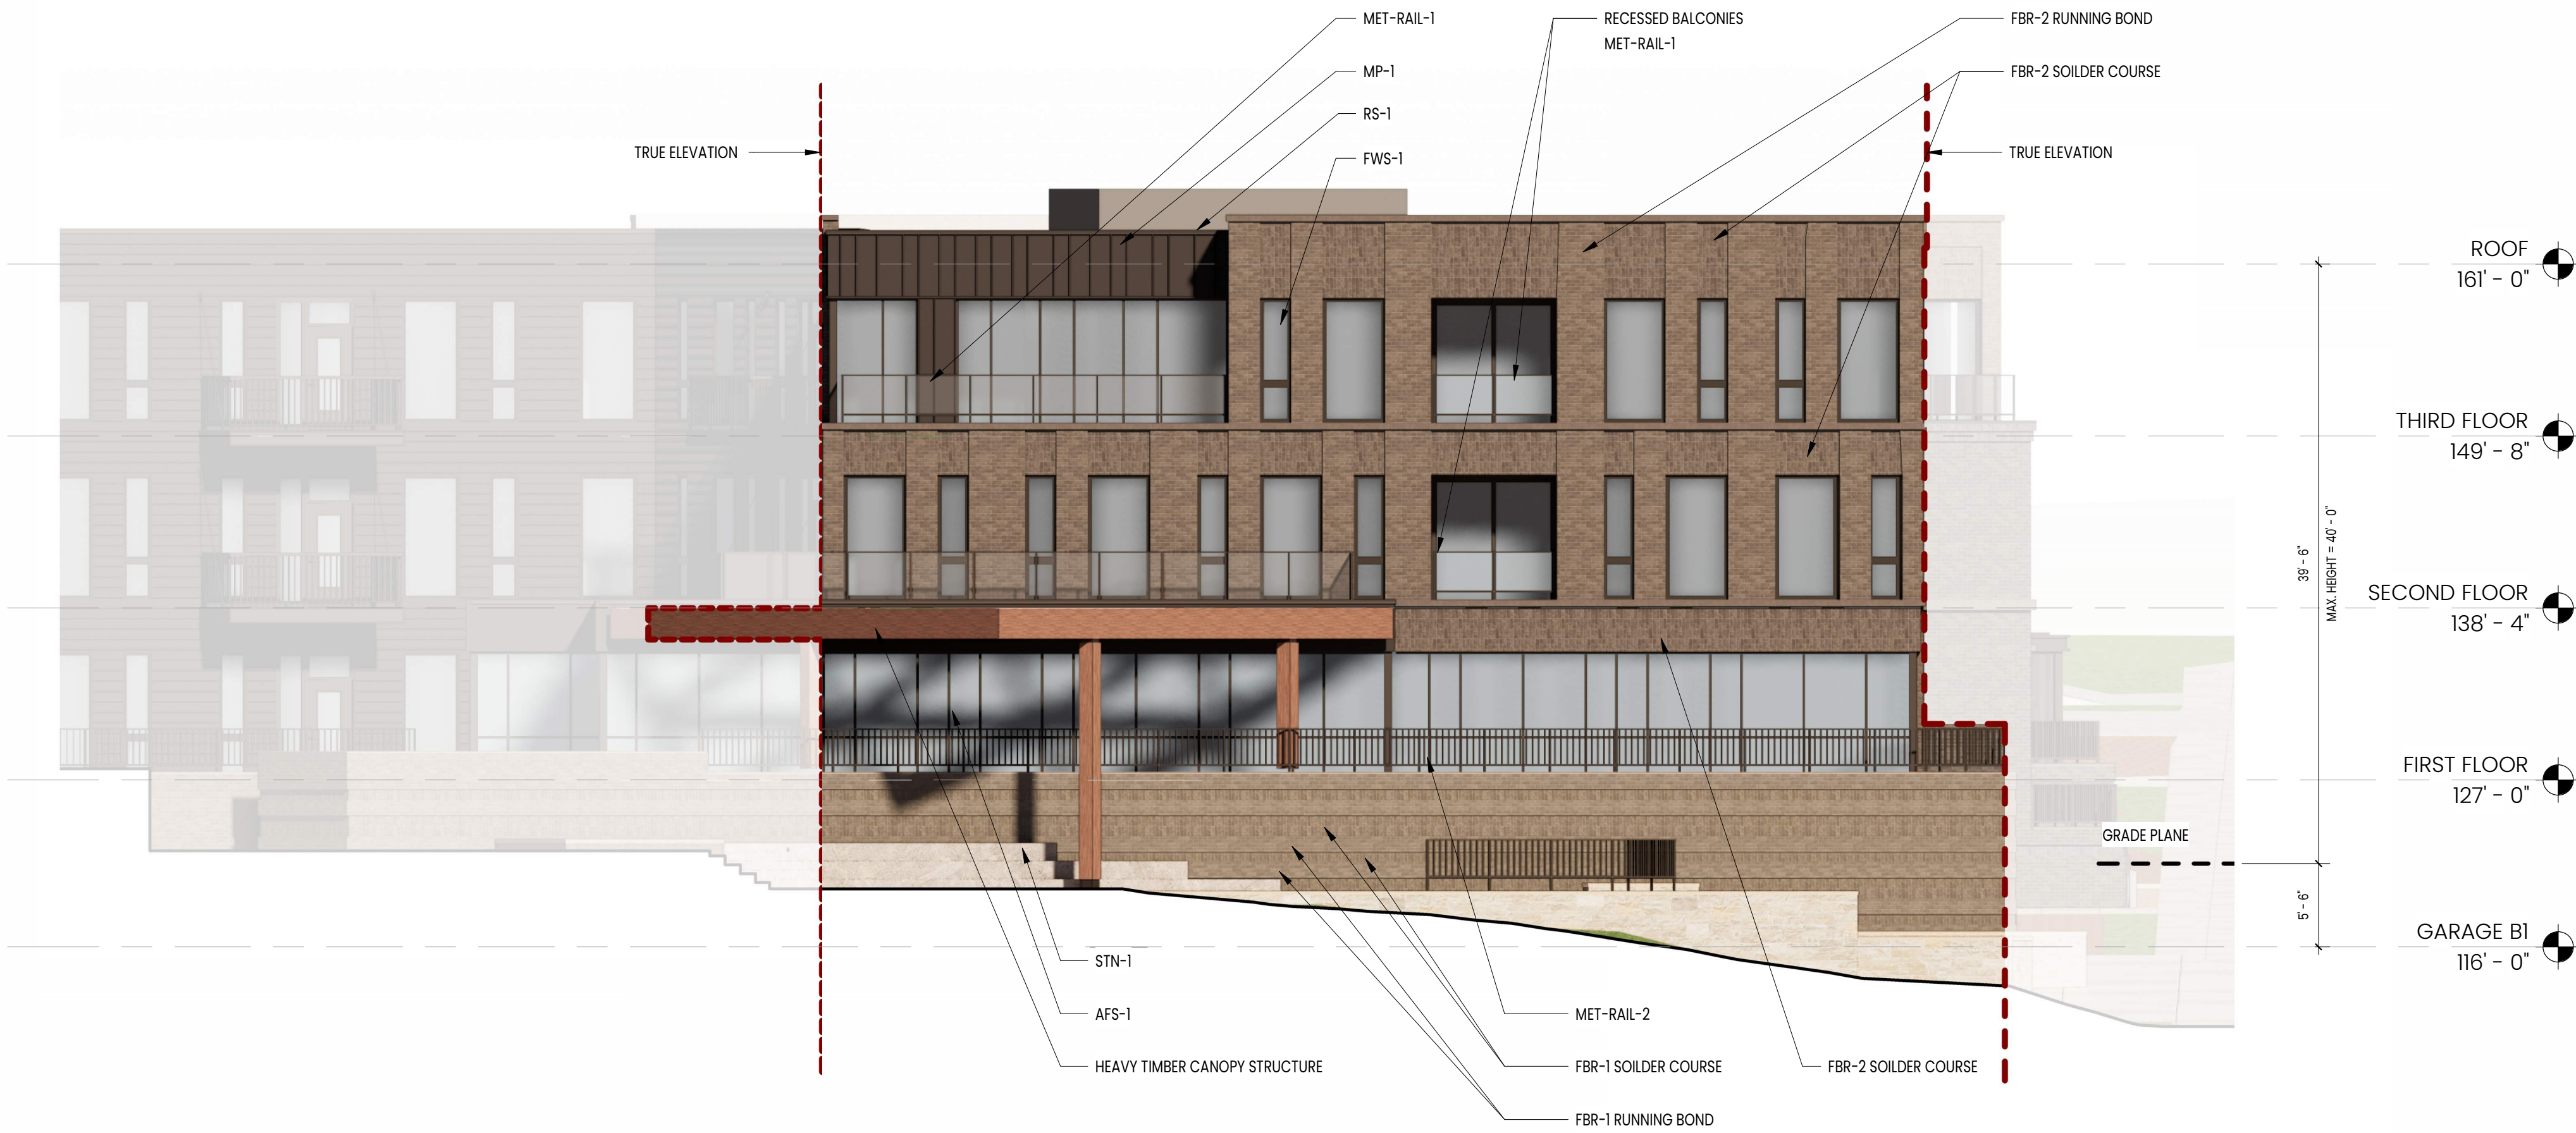 MET-RAIL-1
RECESSED BALCONIES
MET-RAIL-1
FBR-2 RUNNING BOND
MP-1
FBR-2 SOILDER COURSE
RS-1
TRUE ELEVATION
FWS-1
TRUE ELEVATION
ROOF
161' - 0"
THIRD FLOOR
149' - 8"
39' - 6"
MAX. HEIGHT = 40' - 0"
SECOND FLOOR
138' - 4"
FIRST FLOOR
127' - 0"
GRADE PLANE
5' - 6"
GARAGE B1
116' - 0"
STN-1
AFS-1
MET-RAIL-2
HEAVY TIMBER CANOPY STRUCTURE
FBR-1 SOILDER COURSE
FBR-2 SOILDER COURSE
FBR-1 RUNNING BOND